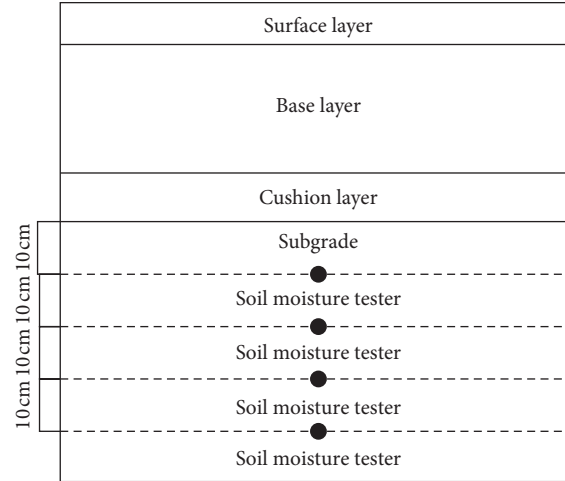 Surface layer
Base layer
Cushion layer
Subgrade
Soil moisture tester
Soil moisture tester
Soil moisture tester
Soil moisture tester
10 cm 10 cm 10 cm 10 cm